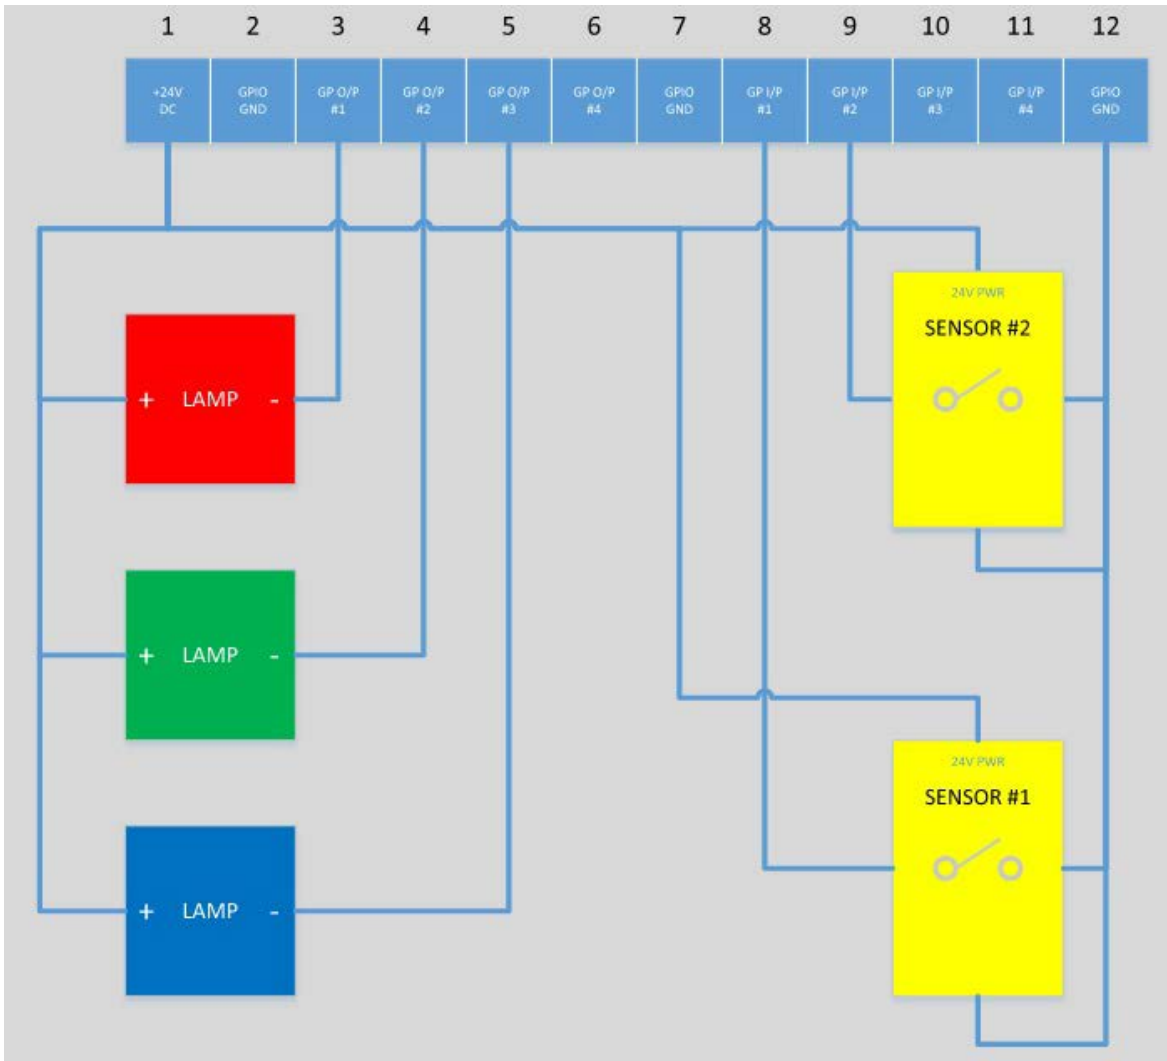 1 2 3 4 5 6 7 8 9 10 11 12
+24V GPIO GP O/P GP O/P GP O/P GP O/P GPIO GP I/P GP I/P GP I/P GP I/P GPIO
DC GND #1 #2 #3 #4 GND #1 #2 #3 #4 GND
24V PWR
SENSOR #2
+ LAMP -
+ LAMP -
24V PWR
SENSOR #1
+ LAMP -